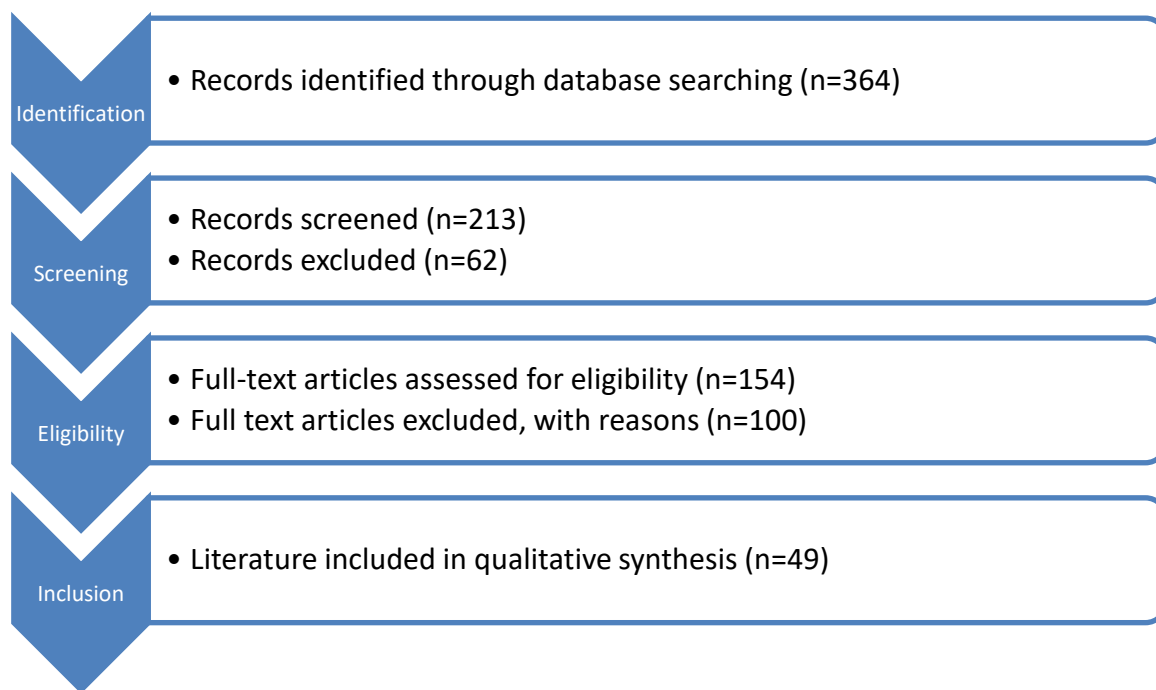 Identification
• Records identified through database searching (n=364)
Screening
• Records screened (n=213)
• Records excluded (n=62)
Eligibility
• Full-text articles assessed for eligibility (n=154)
• Full text articles excluded, with reasons (n=100)
Inclusion
• Literature included in qualitative synthesis (n=49)